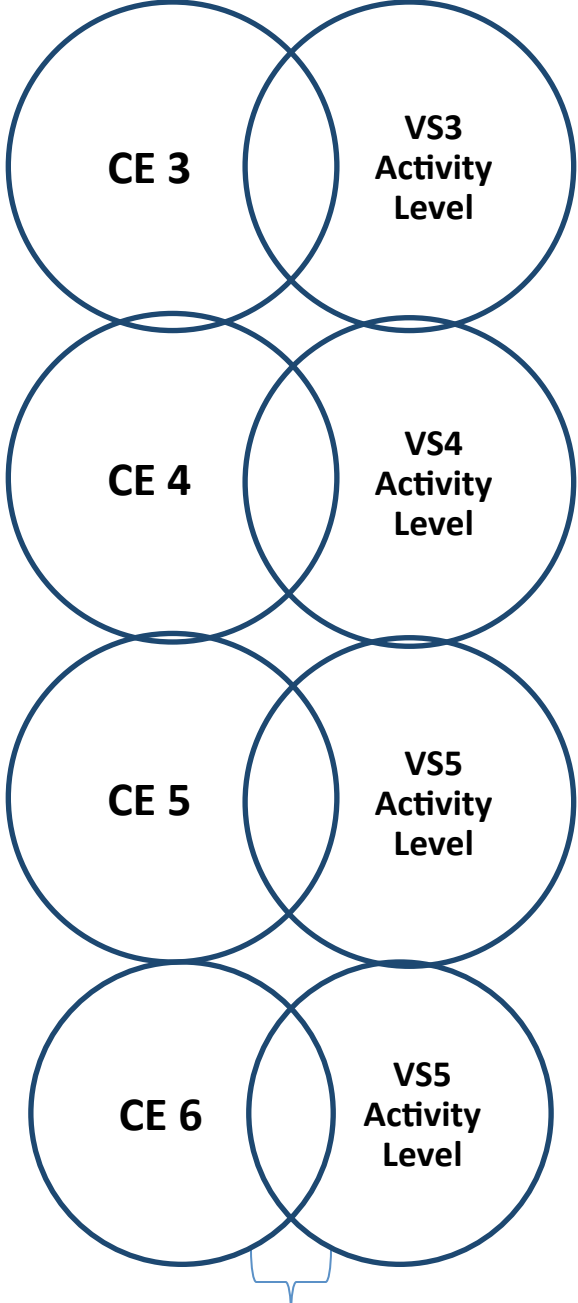 CE 3
VS3
Activity
Level
CE 4
VS4
Activity
Level
CE 5
VS5
Activity
Level
CE 6
VS5
Activity
Level